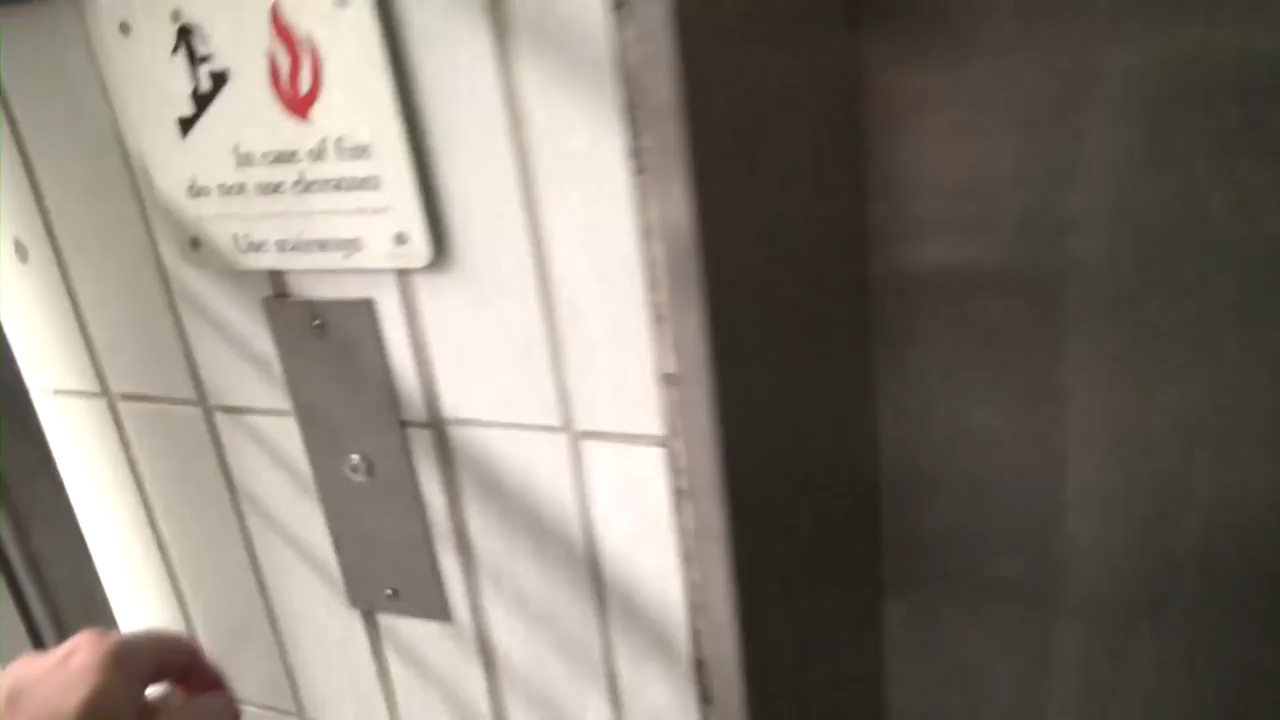 In case of fire
do not use elevators
Use stairways